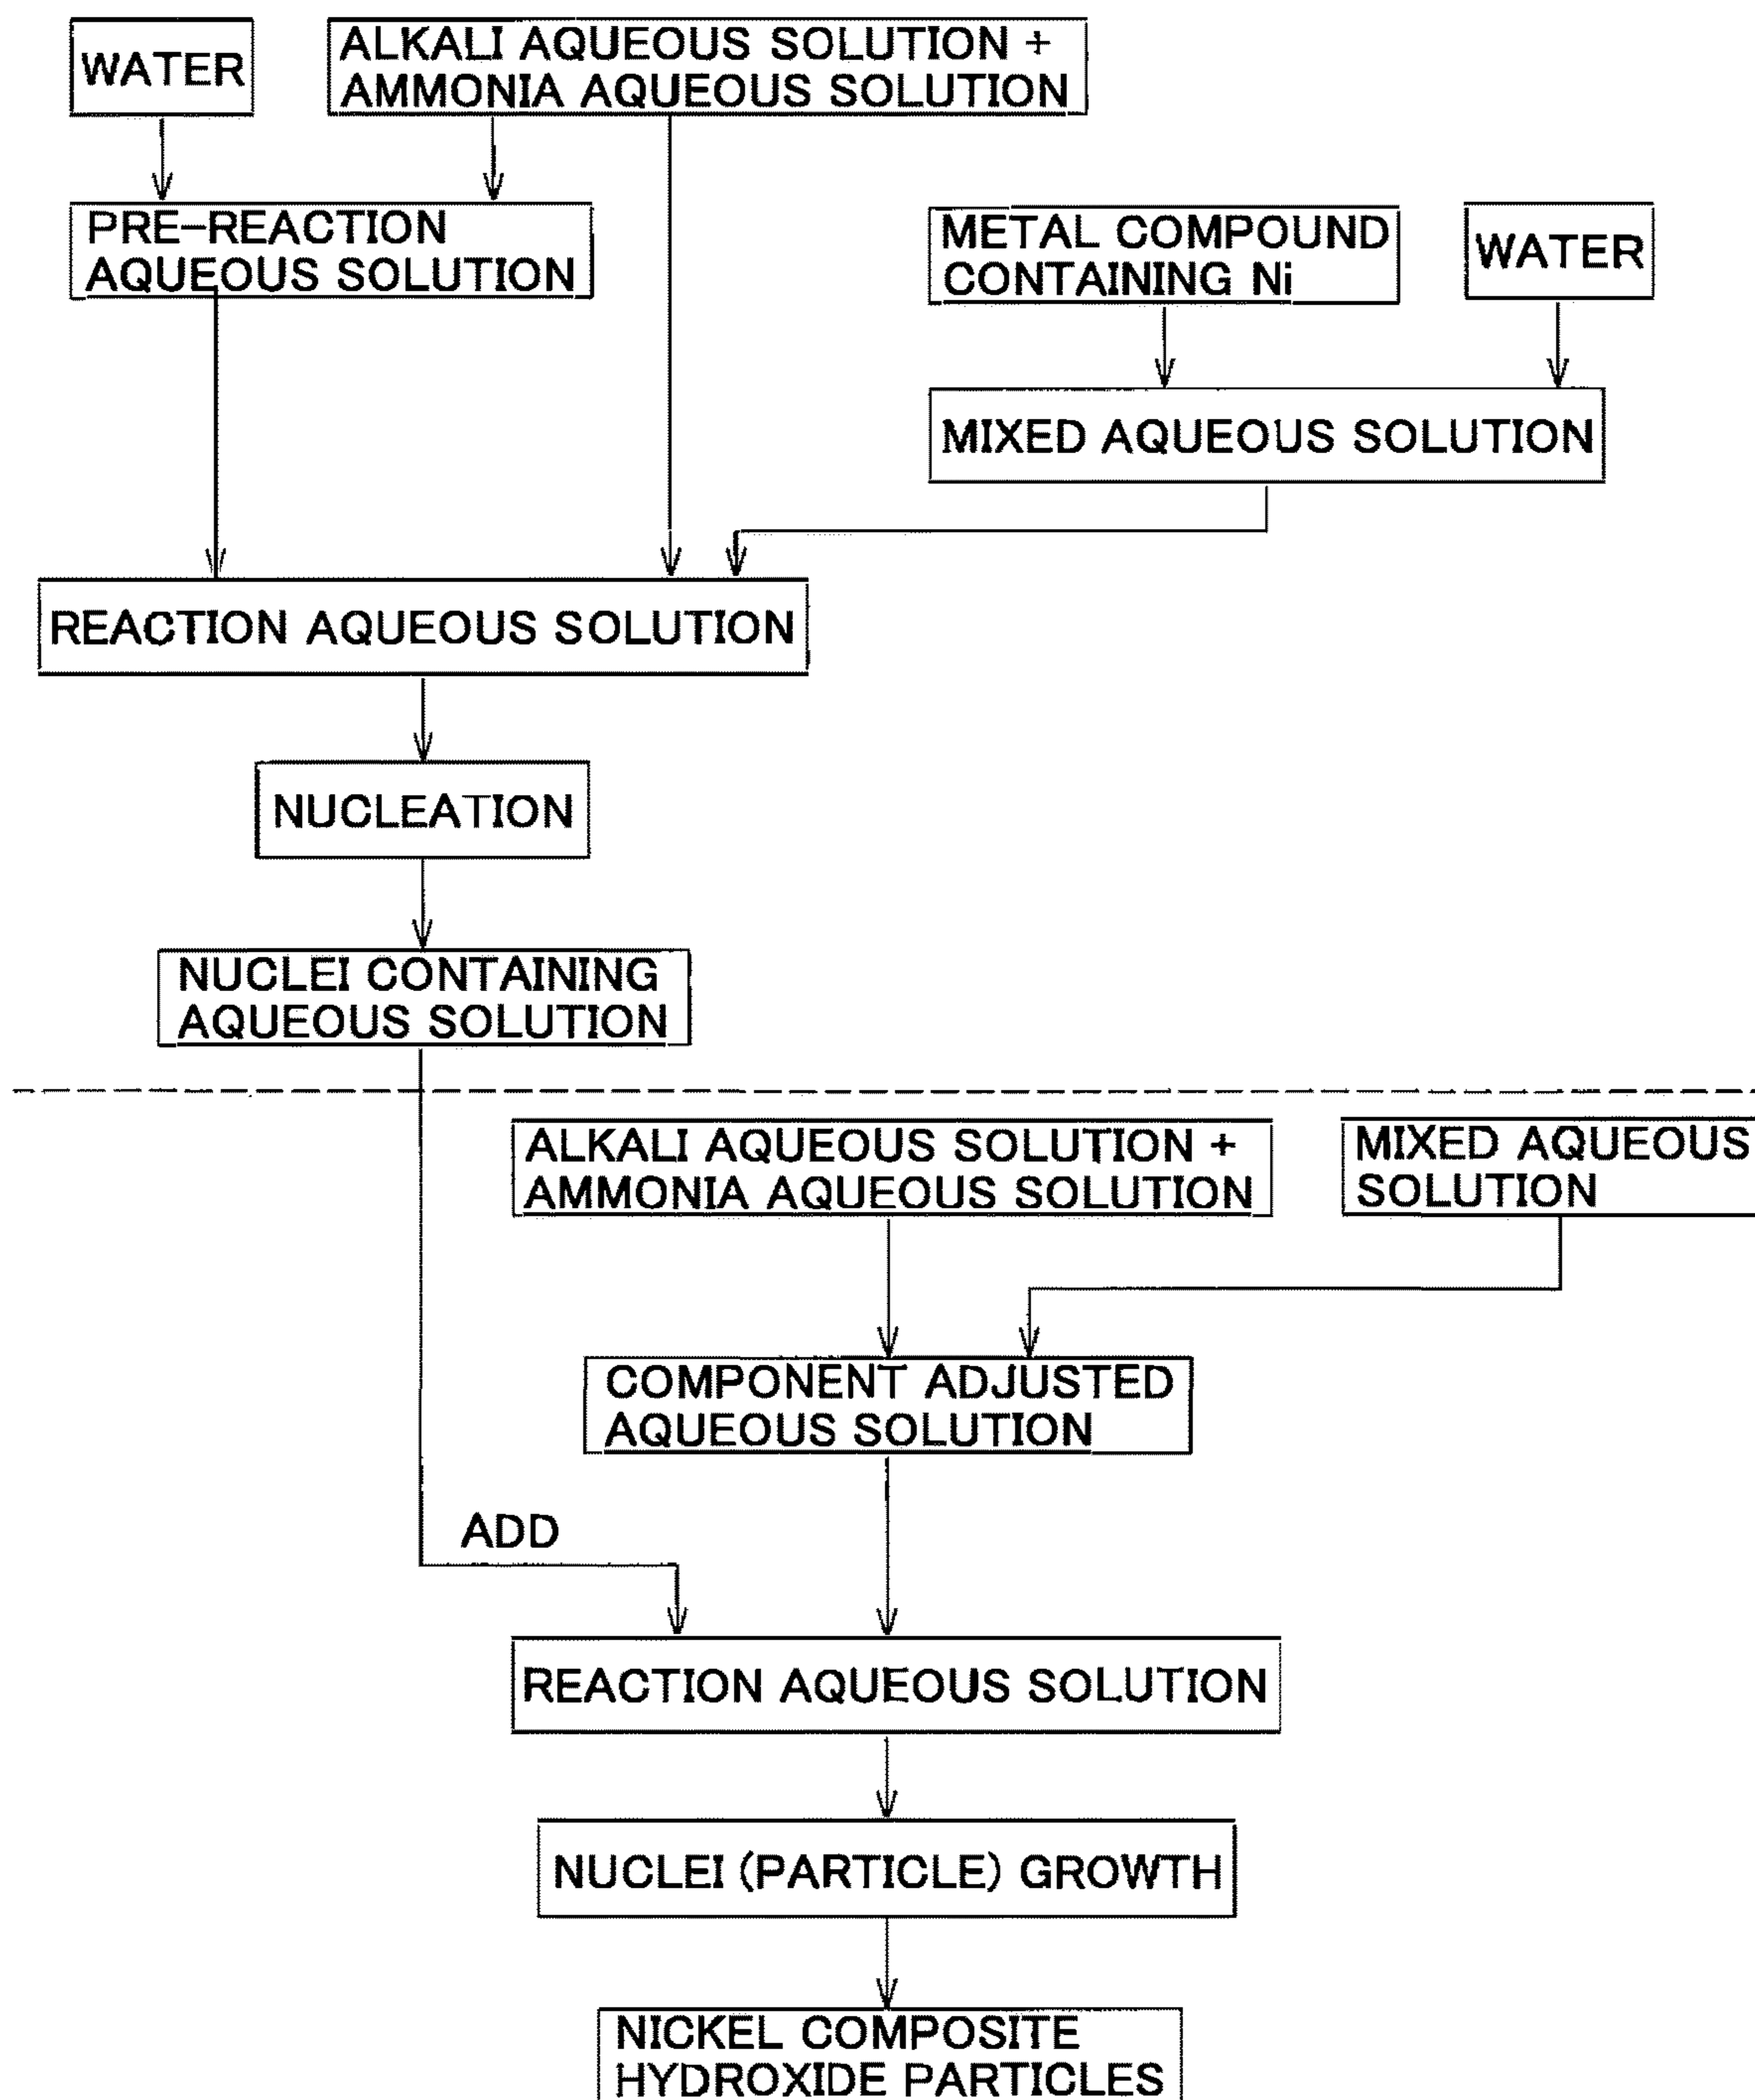 WATER
ALKALI AQUEOUS SOLUTION +
AMMONIA AQUEOUS SOLUTION
PRE-REACTION
AQUEOUS SOLUTION
METAL COMPOUND
CONTAINING Ni
WATER
MIXED AQUEOUS SOLUTION
REACTION AQUEOUS SOLUTION
NUCLEATION
NUCLEI CONTAINING
AQUEOUS SOLUTION
ALKALI AQUEOUS SOLUTION +
AMMONIA AQUEOUS SOLUTION
MIXED AQUEOUS
SOLUTION
COMPONENT ADJUSTED
AQUEOUS SOLUTION
ADD
REACTION AQUEOUS SOLUTION
NUCLEI (PARTICLE) GROWTH
NICKEL COMPOSITE
HYDROXIDE PARTICLES